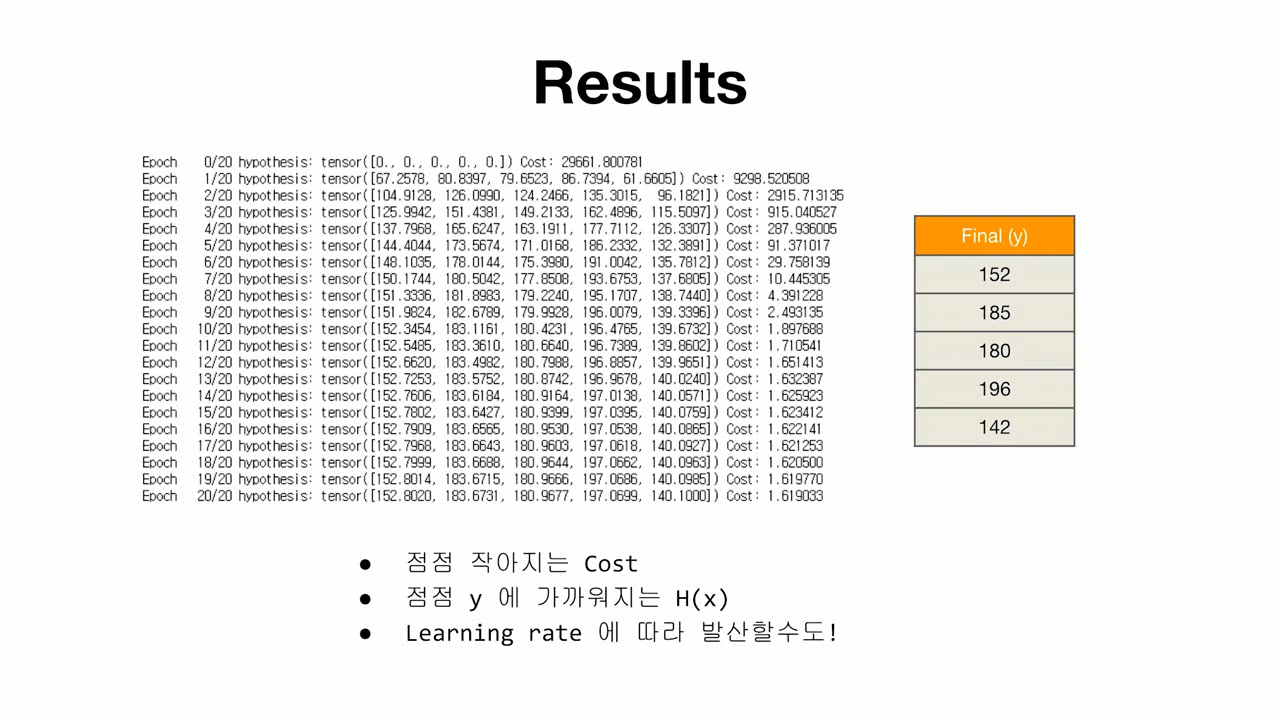 Results
Epoch 0/20 hypothesis: tensor([0., 0., 0., 0., 0.]) Cost: 29661.800781
Epoch 1/20 hypothesis: tensor([67.2578, 80.8397, 79.6523, 86.7394, 61.6605]) Cost: 9298.520508
Epoch 2/20 hypothesis: tensor([104.9128, 126.0990, 124.2466, 135.3015, 96.1821]) Cost: 2915.713135
Epoch 3/20 hypothesis: tensor([125.9942, 151.4381, 149.2133, 162.4896, 115.5097]) Cost: 915.040527
Epoch 4/20 hypothesis: tensor([137.7968, 165.6247, 163.1911, 177.7112, 126.3307]) Cost: 287.936005
Epoch 5/20 hypothesis: tensor([144.4044, 173.5674, 171.0168, 186.2332, 132.3891]) Cost: 91.371017
Epoch 6/20 hypothesis: tensor([148.1035, 178.0144, 175.3980, 191.0042, 135.7812]) Cost: 29.758139
Epoch 7/20 hypothesis: tensor([150.1744, 180.5042, 177.8508, 193.6753, 137.6805]) Cost: 10.445305
Epoch 8/20 hypothesis: tensor([151.3336, 181.8983, 179.2240, 195.1707, 138.7440]) Cost: 4.391228
Epoch 9/20 hypothesis: tensor([151.9824, 182.6789, 179.9928, 196.0079, 139.3396]) Cost: 2.493135
Epoch 10/20 hypothesis: tensor([152.3454, 183.1161, 180.4231, 196.4765, 139.6732]) Cost: 1.897688
Epoch 11/20 hypothesis: tensor([152.5485, 183.3610, 180.6640, 196.7389, 139.8602]) Cost: 1.710541
Epoch 12/20 hypothesis: tensor([152.6620, 183.4982, 180.7988, 196.8857, 139.9651]) Cost: 1.651413
Epoch 13/20 hypothesis: tensor([152.7253, 183.5752, 180.8742, 196.9678, 140.0240]) Cost: 1.632387
Epoch 14/20 hypothesis: tensor([152.7606, 183.6184, 180.9164, 197.0138, 140.0571]) Cost: 1.625923
Epoch 15/20 hypothesis: tensor([152.7802, 183.6427, 180.9399, 197.0395, 140.0759]) Cost: 1.623412
Epoch 16/20 hypothesis: tensor([152.7909, 183.6565, 180.9530, 197.0538, 140.0865]) Cost: 1.622141
Epoch 17/20 hypothesis: tensor([152.7968, 183.6643, 180.9603, 197.0618, 140.0927]) Cost: 1.621253
Epoch 18/20 hypothesis: tensor([152.7999, 183.6688, 180.9644, 197.0662, 140.0963]) Cost: 1.620500
Epoch 19/20 hypothesis: tensor([152.8014, 183.6715, 180.9666, 197.0686, 140.0985]) Cost: 1.619770
Epoch 20/20 hypothesis: tensor([152.8020, 183.6731, 180.9677, 197.0699, 140.1000]) Cost: 1.619033
Final (y)
152
185
180
196
142
● 점점 작아지는 Cost
● 점점 y 에 가까워지는 H(x)
● Learning rate 에 따라 발산할수도!